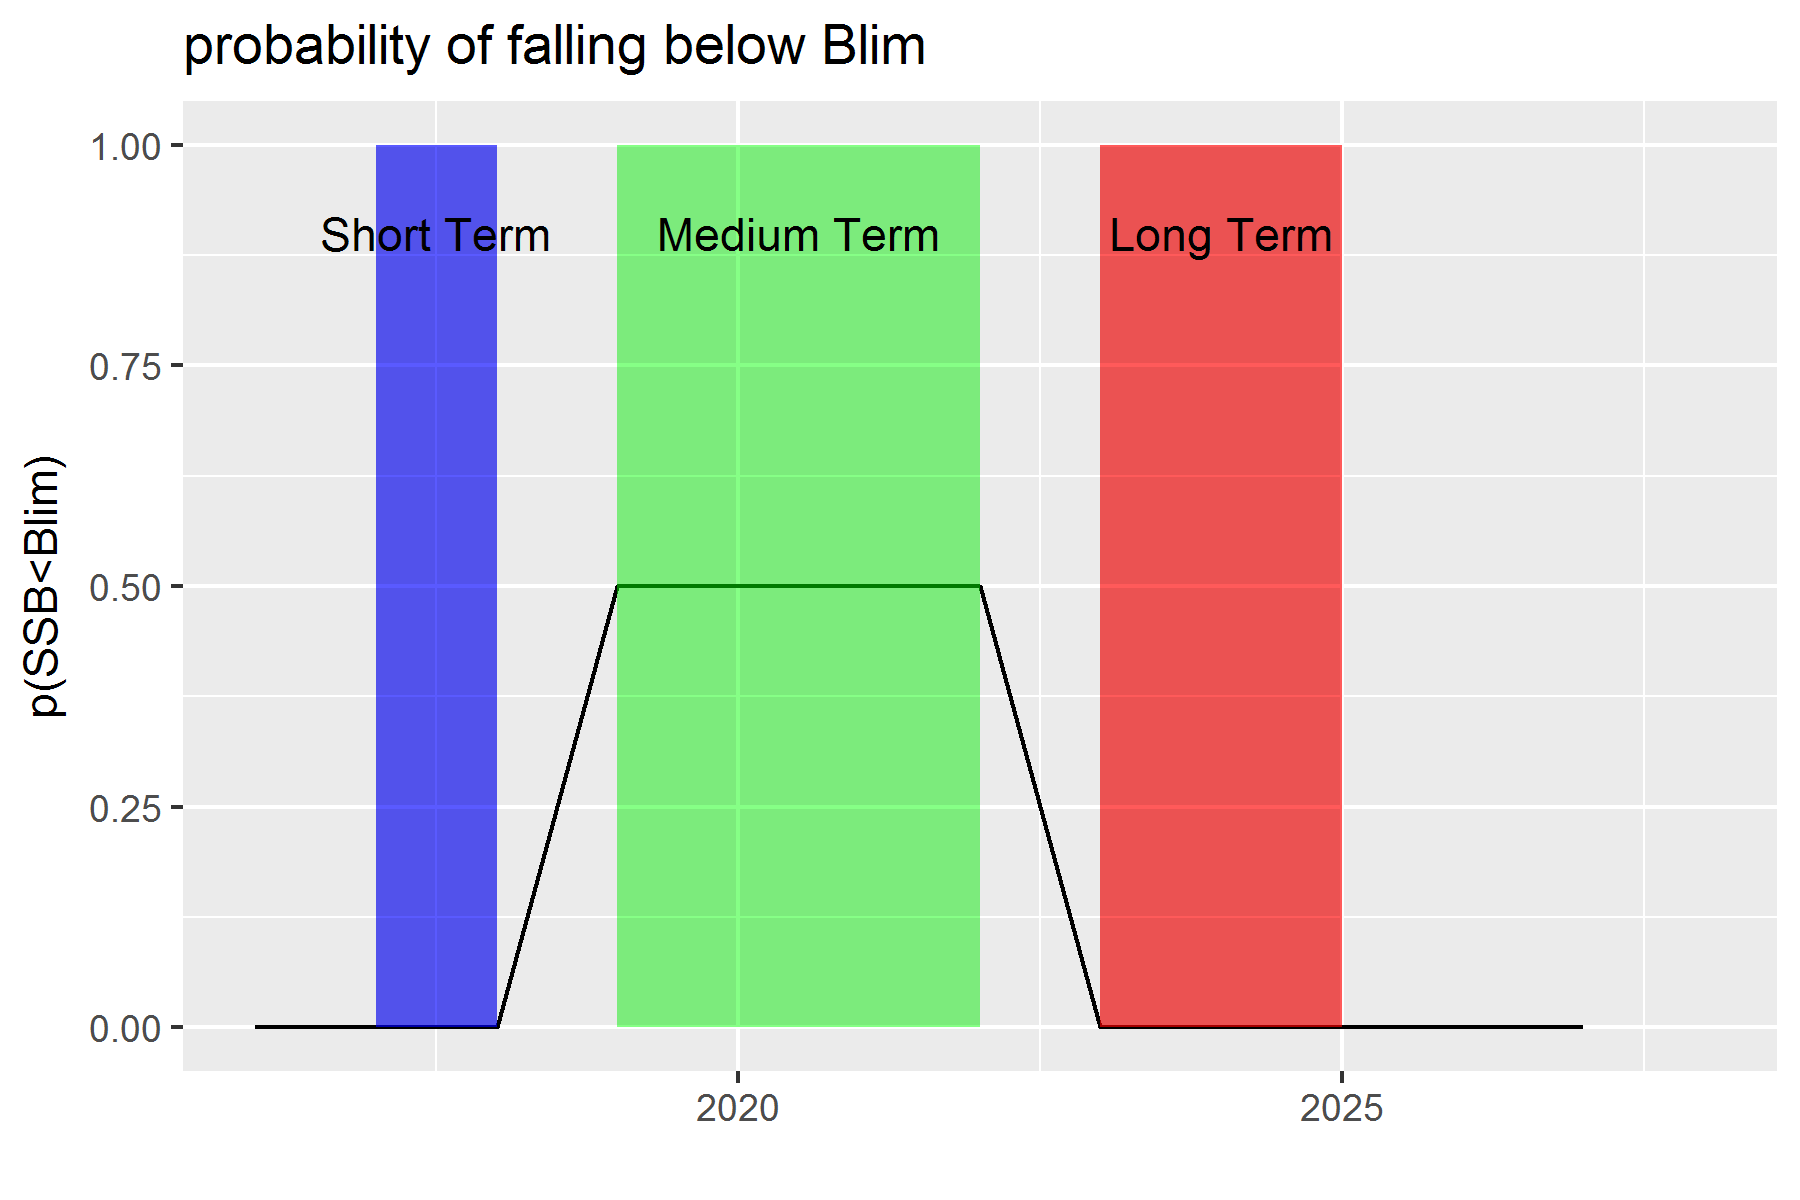 probability of falling below Blim
1.00
0.75
0.50
0.25
0.00
p(SSB<Blim)
Short Term
Medium Term
Long Term
2020
2025